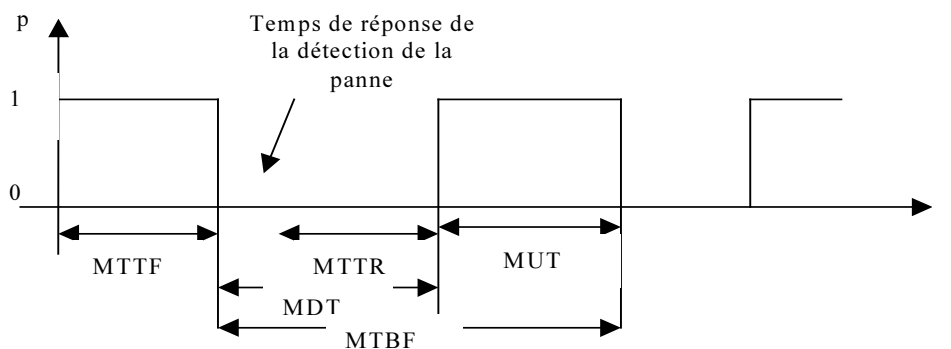 p
Temps de réponse de
la détection de la
panne
1
0
MTTF
MTTR
MUT
MDT
MTBF